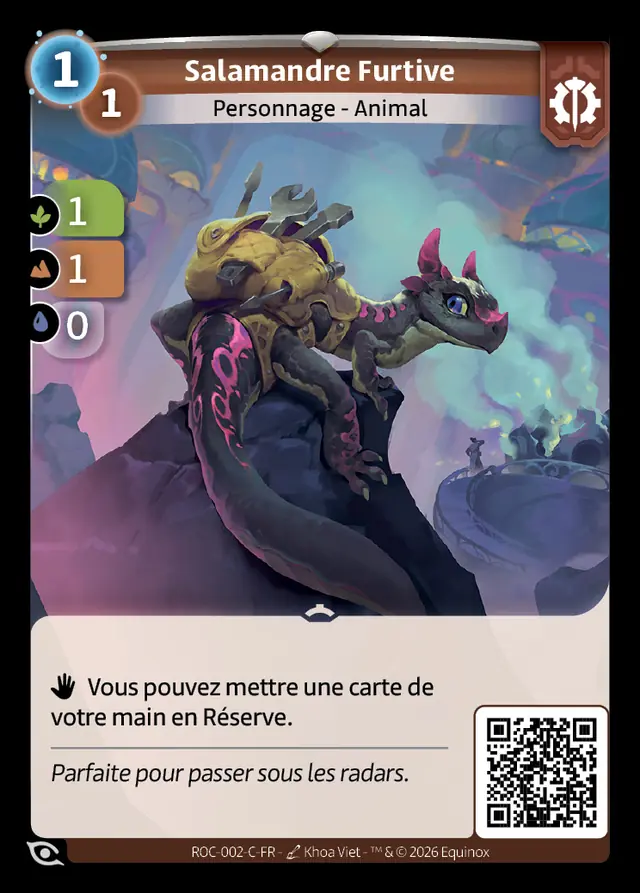 1
1
Salamandre Furtive
Personnage - Animal
1
1
0
Vous pouvez mettre une carte de
votre main en Réserve.
Parfaite pour passer sous les radars.
ROC-002-C-FR - Khoa Viet - ™ & © 2026 Equinox